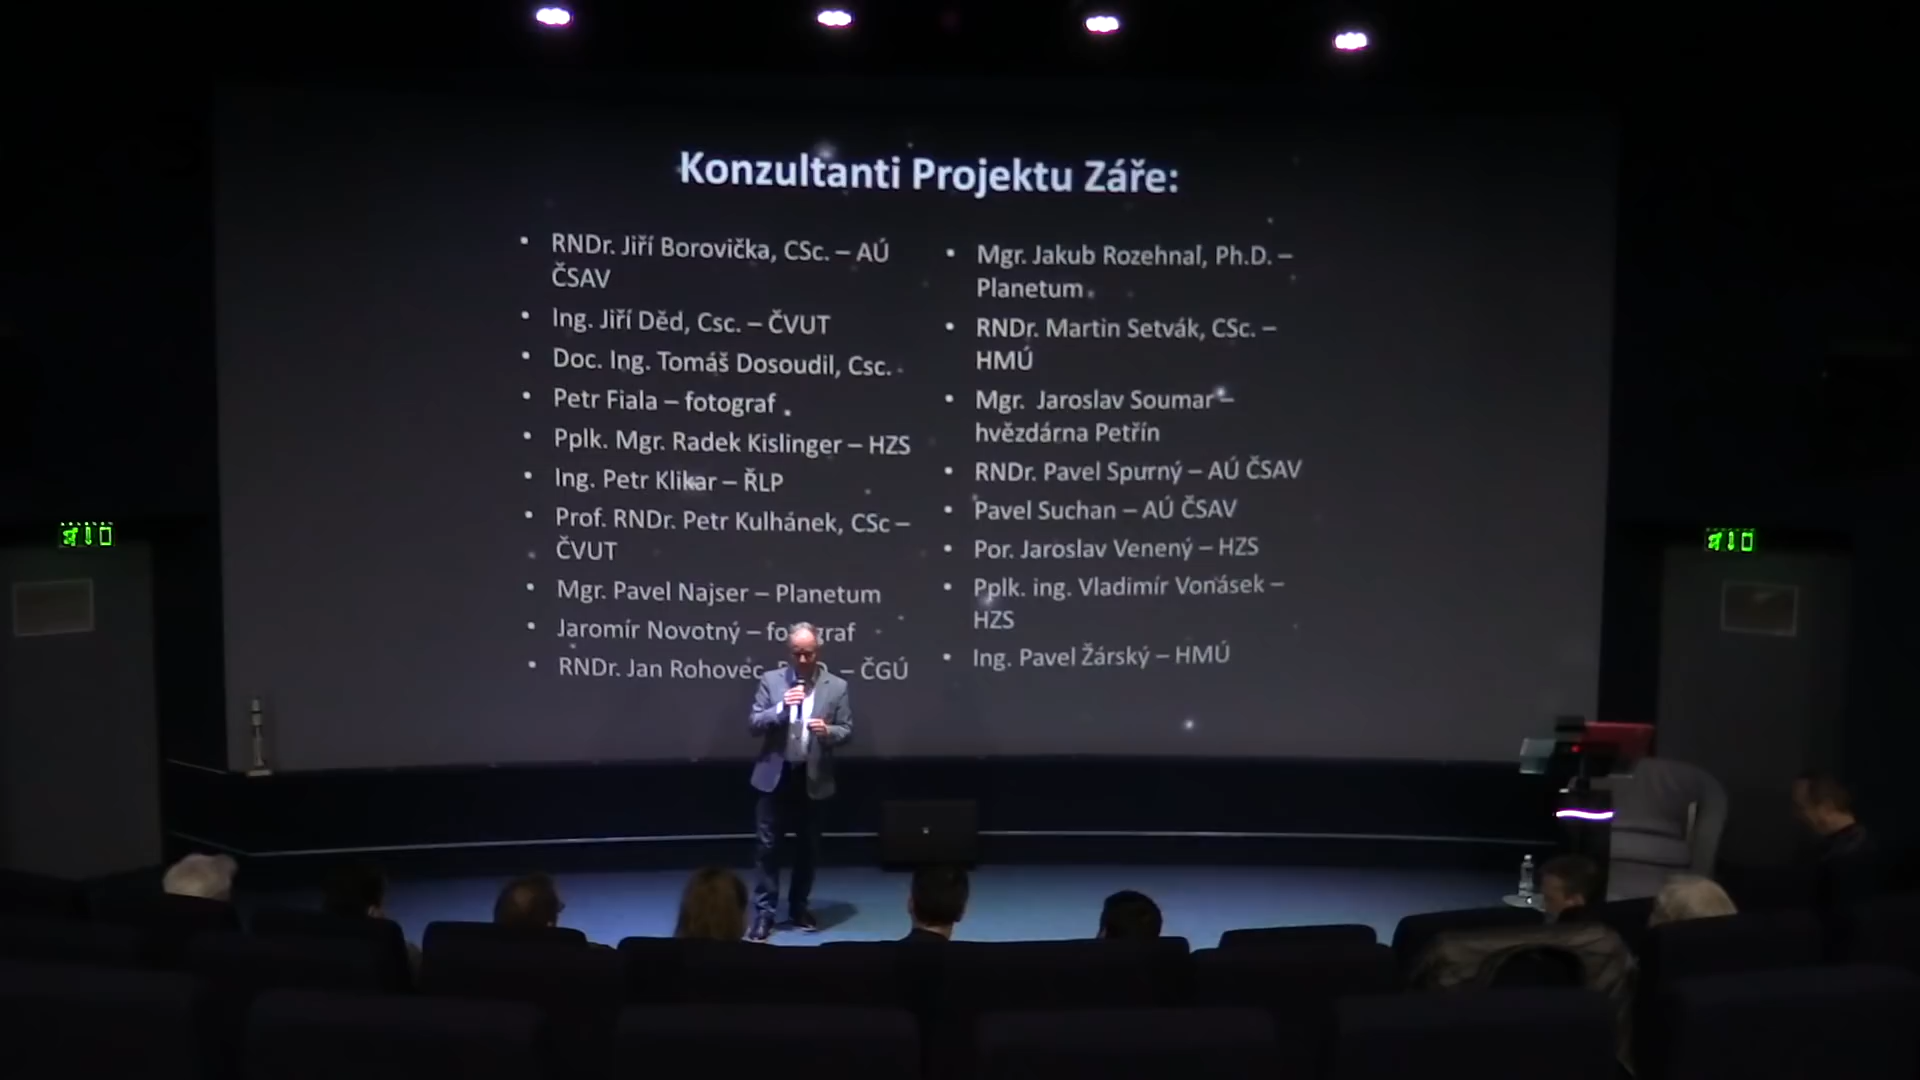 Konzultanti Projektu Záře:
• RNDr. Jiří Borovička, CSc. – AÚ
ČSAV
• Ing. Jiří Děd, Csc. – ČVUT
• Doc. Ing. Tomáš Dosoudil, Csc.
• Petr Fiala – fotograf
• Pplk. Mgr. Radek Kislinger – HZS
• Ing. Petr Klikar – ŘLP
• Prof. RNDr. Petr Kulhánek, CSc –
ČVUT
• Mgr. Pavel Najser – Planetum
• Jaromír Novotný –
• RNDr. Jan Rohovec – ČGÚ
• Mgr. Jakub Rozehnal, Ph.D. –
Planetum
• RNDr. Martin Setvák, CSc. –
HMÚ
• Mgr. Jaroslav Soumar –
hvězdárna Petřín
• RNDr. Pavel Spurný – AÚ ČSAV
• Pavel Suchan – AÚ ČSAV
• Por. Jaroslav Venený – HZS
• Pplk. ing. Vladimír Vonásek –
HZS
• Ing. Pavel Žárský – HMÚ